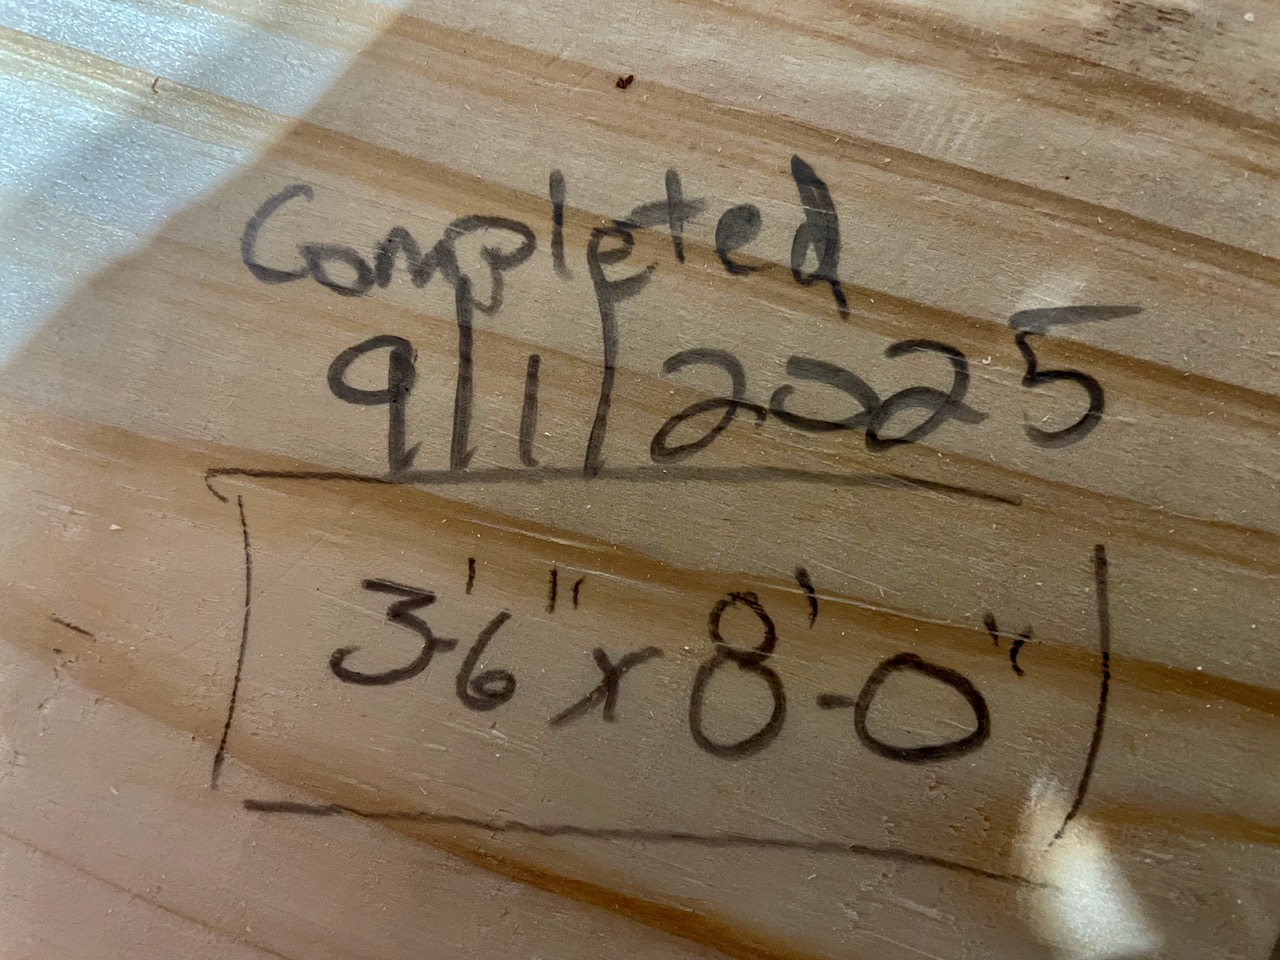 Completed
9/1/2025
3'-6" x 8'-0"